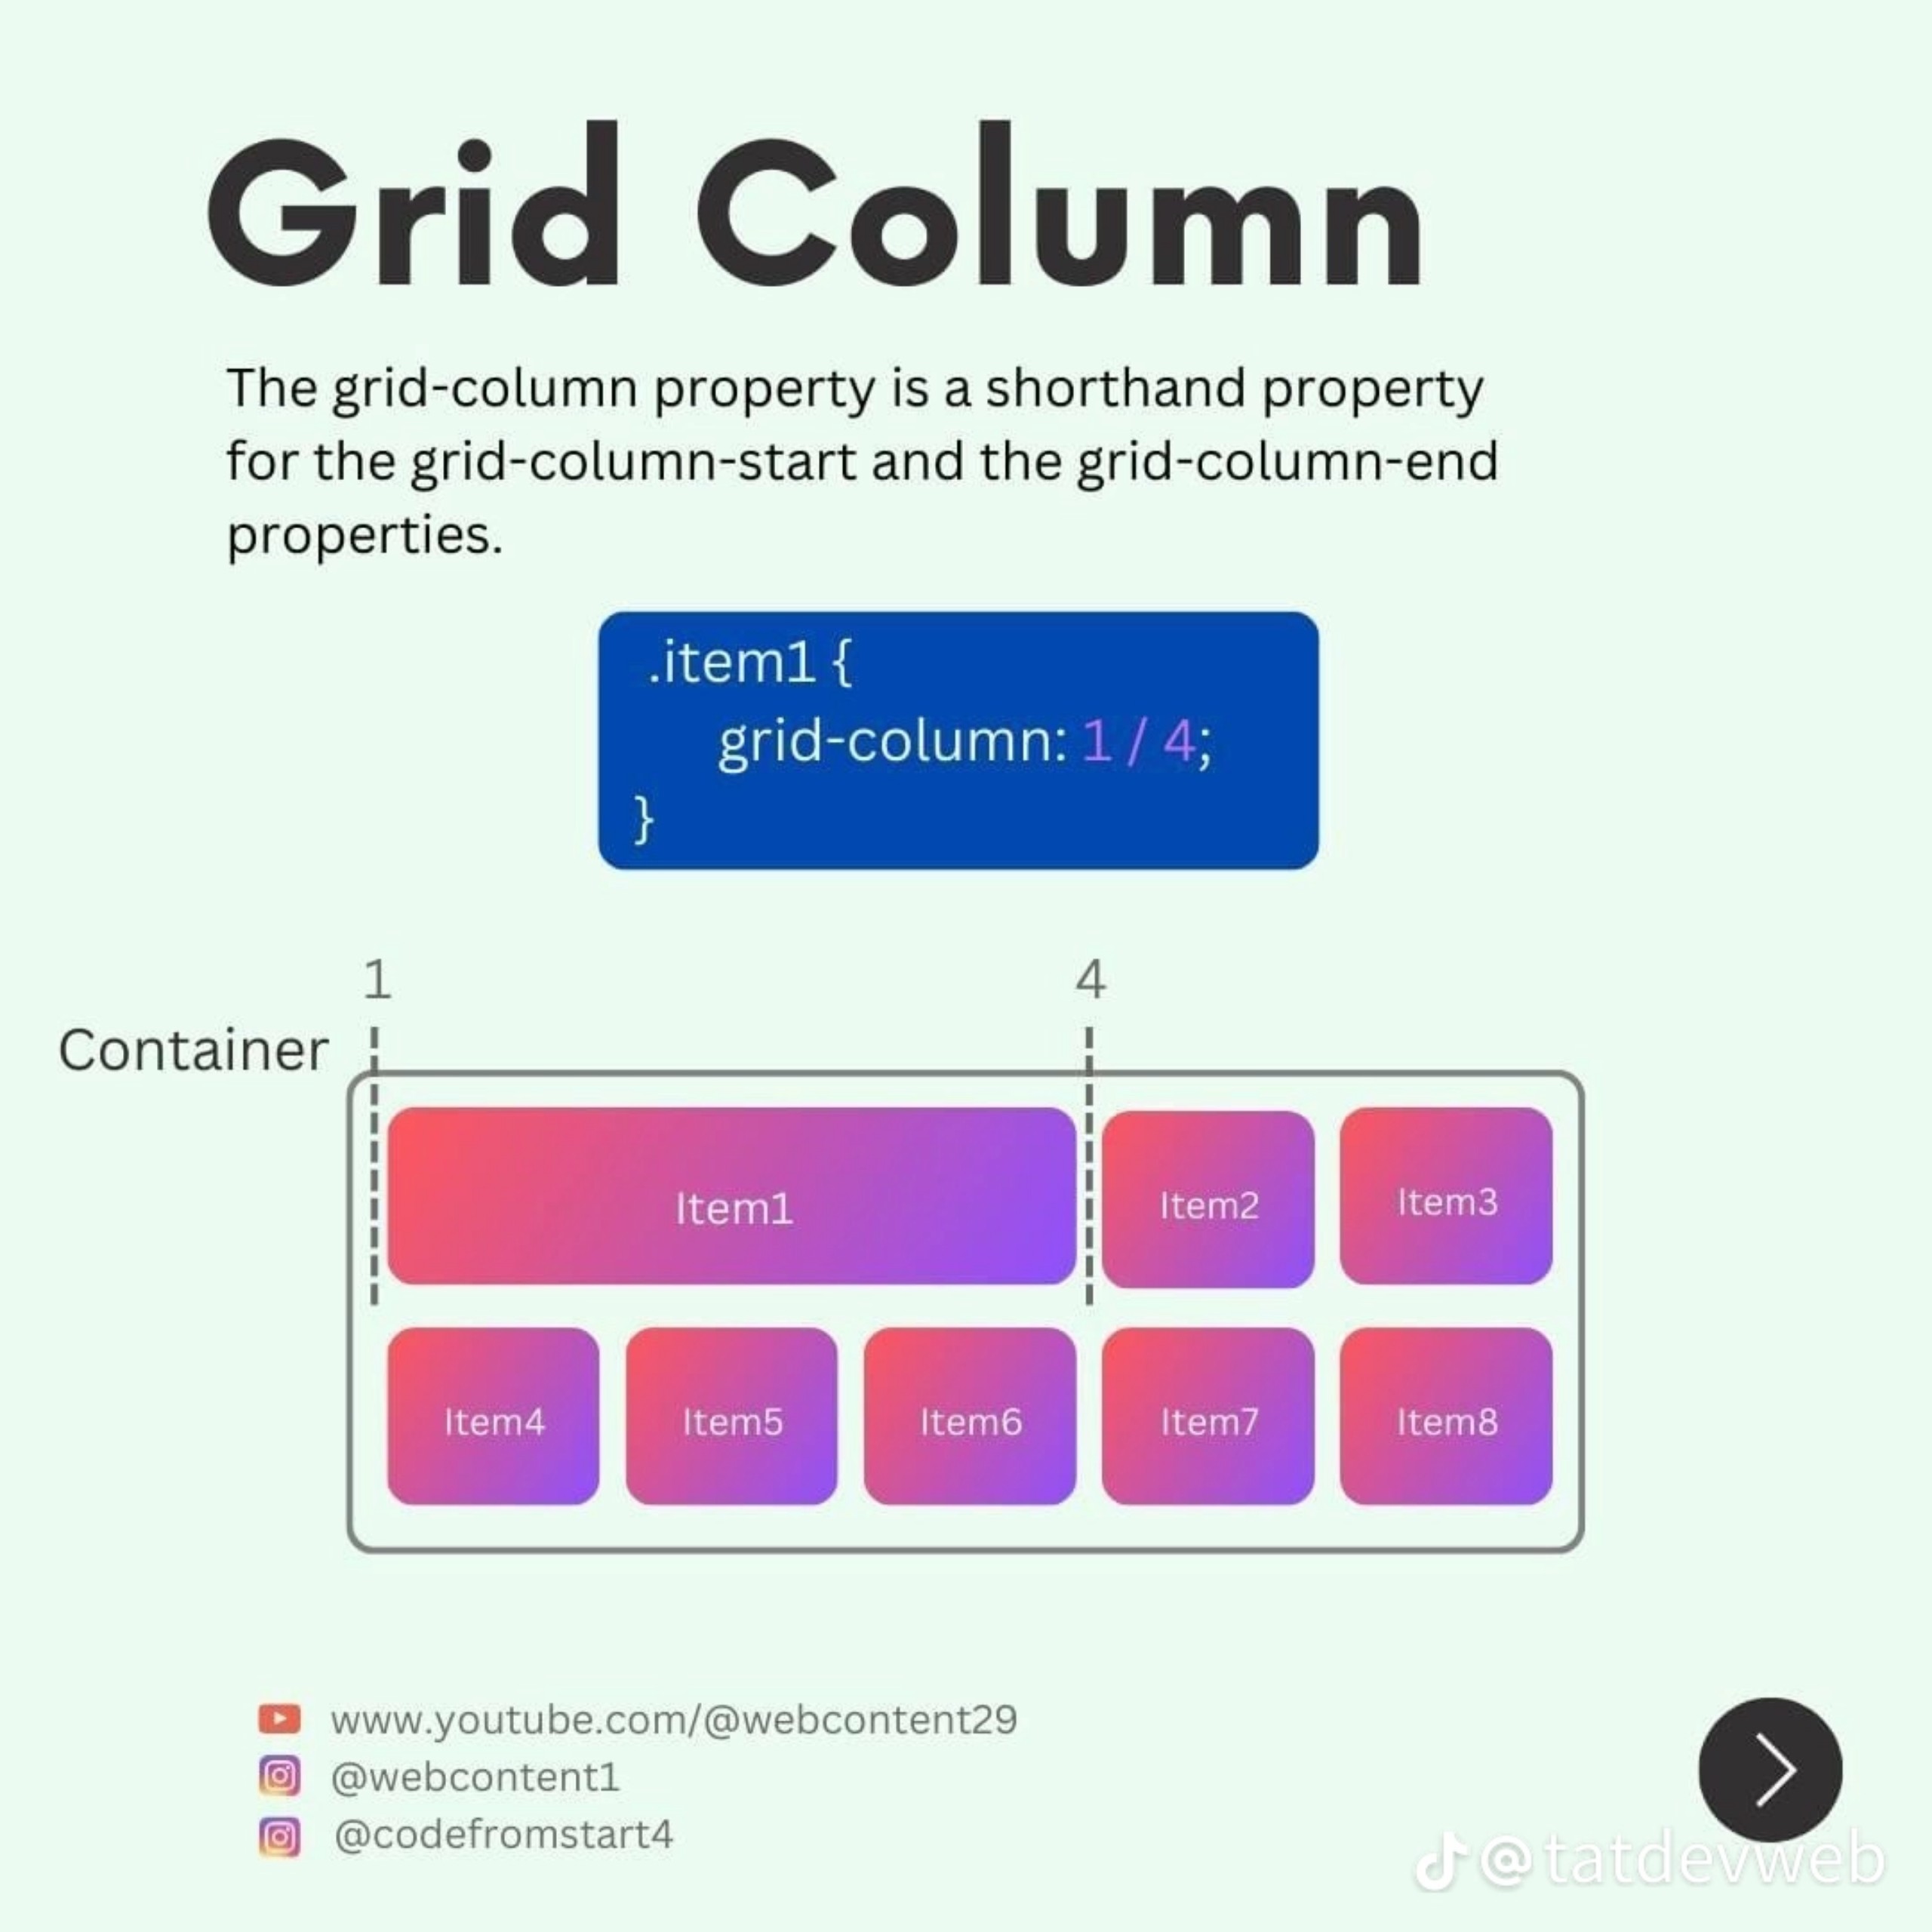 Grid Column
The grid-column property is a shorthand property
for the grid-column-start and the grid-column-end
properties.
.item1 {
grid-column: 1 / 4;
}
1
4
Container
Item1
Item2
Item3
Item4
Item5
Item6
Item7
Item8
www.youtube.com/@webcontent29
@webcontent1
@codefromstart4
@tatdevweb